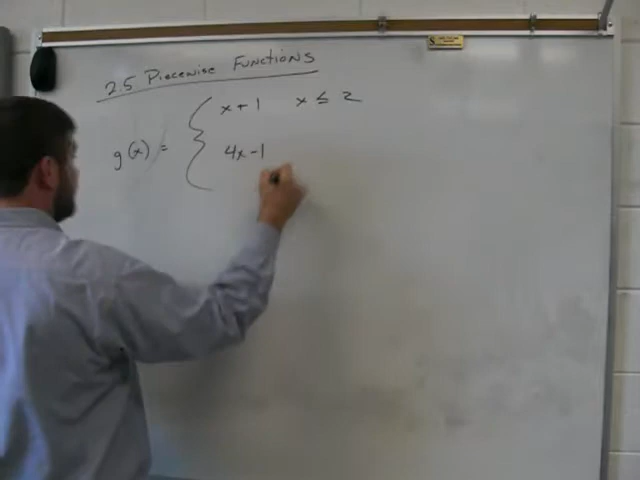 2.5 Piecewise Functions
g(x) = { x + 1 x ≤ 2
4x - 1